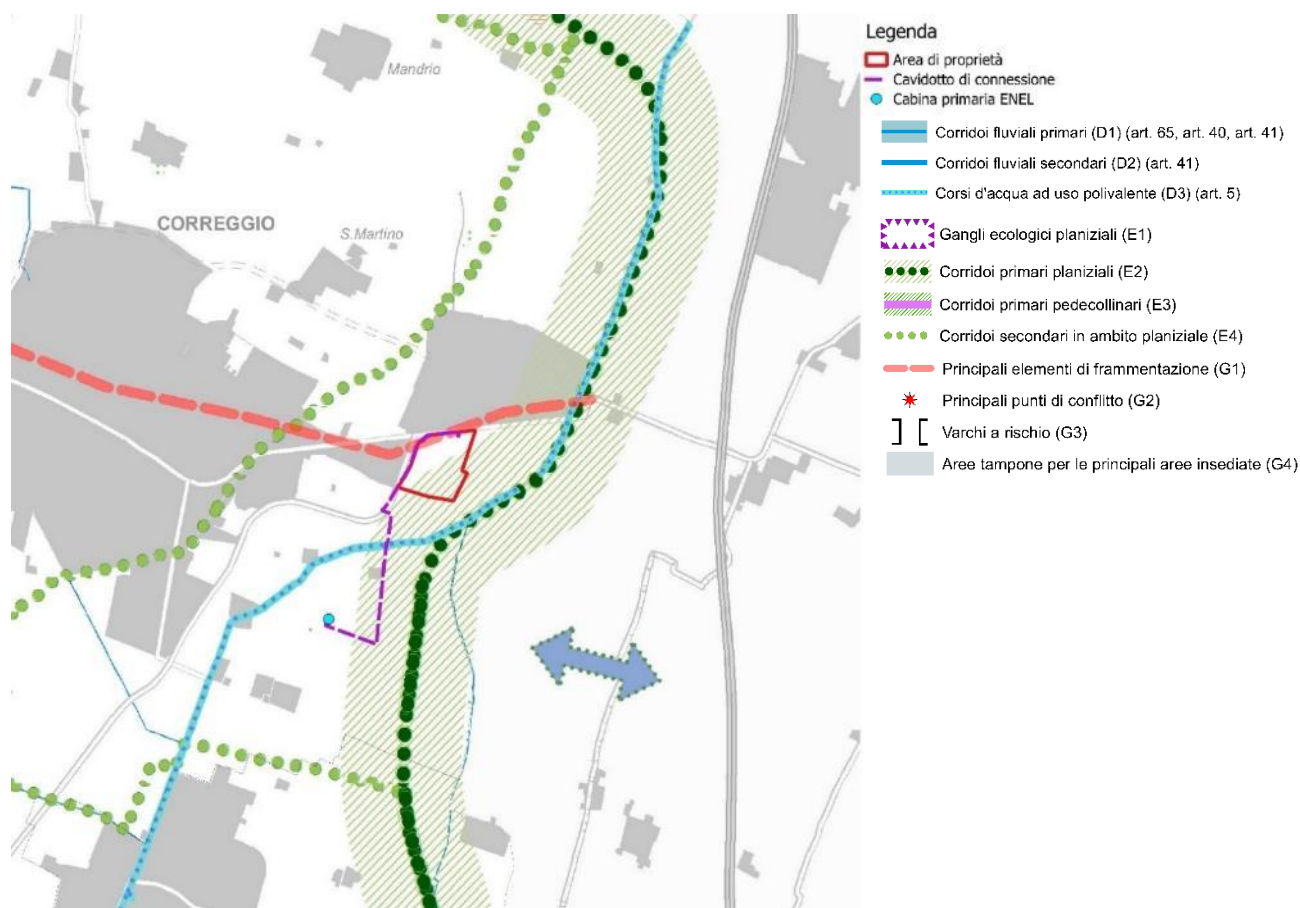 Mandrio
CORREGGIO
S.Martino
Legenda
Area di proprietà
Cavidotto di connessione
Cabina primaria ENEL
Corridoi fluviali primari (D1) (art. 65, art. 40, art. 41)
Corridoi fluviali secondari (D2) (art. 41)
Corsi d'acqua ad uso polivalente (D3) (art. 5)
Gangli ecologici planiziali (E1)
Corridoi primari planiziali (E2)
Corridoi primari pedecollinari (E3)
Corridoi secondari in ambito planiziale (E4)
Principali elementi di frammentazione (G1)
Principali punti di conflitto (G2)
Varchi a rischio (G3)
Aree tampone per le principali aree insediate (G4)